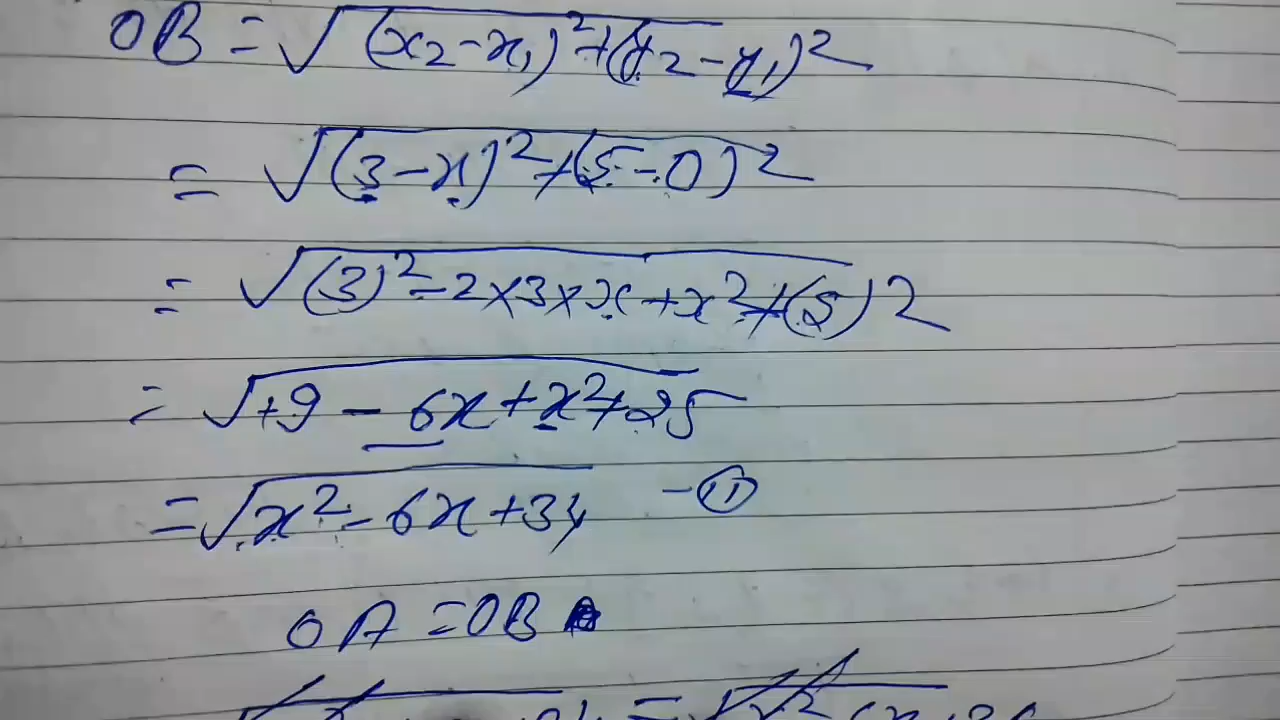 OB = √(x₂-x₁)²+(y₂-y₁)²
= √(3-x)²+(5-0)²
= √(3)²-2×3×x+x²+(5)²
= √+9-6x+x²+25
= √x²-6x+34 -(11)
OA = OB